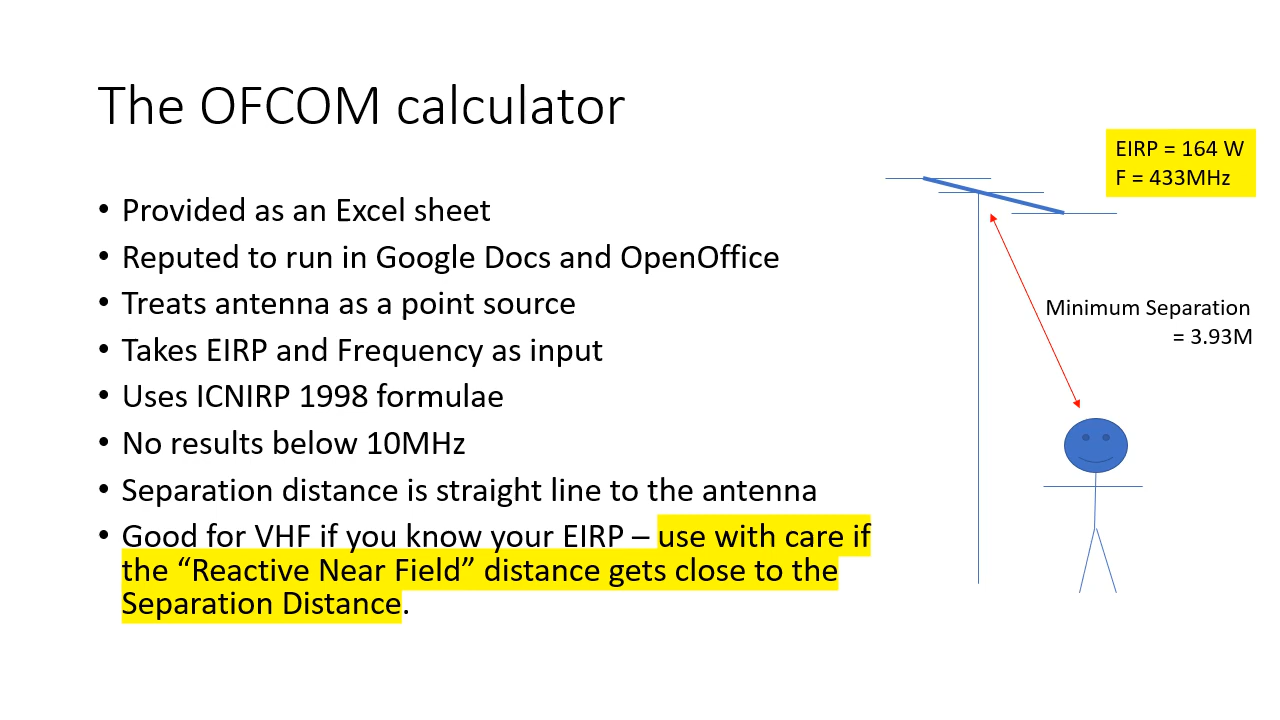 The OFCOM calculator
EIRP = 164 W
F = 433MHz
• Provided as an Excel sheet
• Reputed to run in Google Docs and OpenOffice
• Treats antenna as a point source
• Takes EIRP and Frequency as input
• Uses ICNIRP 1998 formulae
• No results below 10MHz
• Separation distance is straight line to the antenna
• Good for VHF if you know your EIRP – use with care if
the “Reactive Near Field” distance gets close to the
Separation Distance.
Minimum Separation
= 3.93M